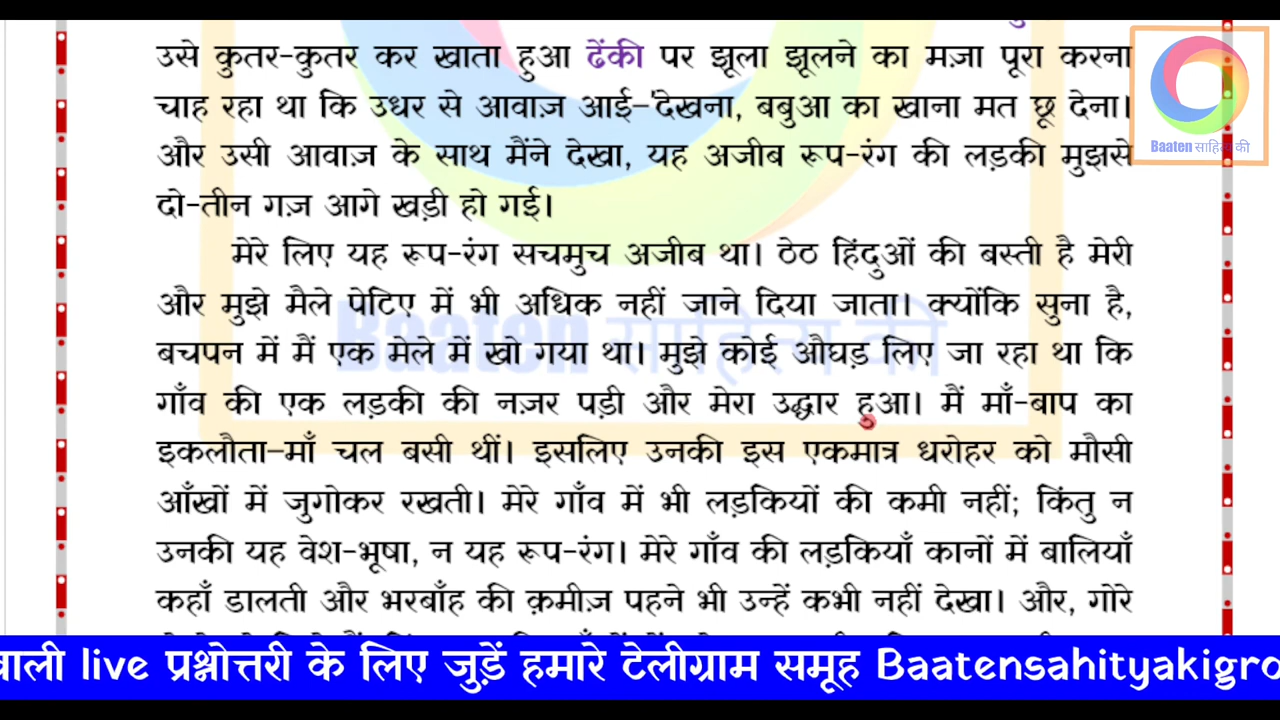 उसे कुतर-कुतर कर खाता हुआ ढेंकी पर झूला झूलने का मज़ा पूरा करना
चाह रहा था कि उधर से आवाज़ आई–'देखना, बबुआ का खाना मत छू देना।
और उसी आवाज़ के साथ मैंने देखा, यह अजीब रूप-रंग की लड़की मुझसे
दो-तीन गज़ आगे खड़ी हो गई।
मेरे लिए यह रूप-रंग सचमुच अजीब था। ठेठ हिंदुओं की बस्ती है मेरी
और मुझे मैले पेटिए में भी अधिक नहीं जाने दिया जाता। क्योंकि सुना है,
बचपन में मैं एक मेले में खो गया था। मुझे कोई औघड़ लिए जा रहा था कि
गाँव की एक लड़की की नज़र पड़ी और मेरा उद्धार हुआ। मैं माँ-बाप का
इकलौता–माँ चल बसी थीं। इसलिए उनकी इस एकमात्र धरोहर को मौसी
आँखों में जुगोकर रखती। मेरे गाँव में भी लड़कियों की कमी नहीं; किंतु न
उनकी यह वेश-भूषा, न यह रूप-रंग। मेरे गाँव की लड़कियाँ कानों में बालियाँ
कहाँ डालती और भरबाँह की क़मीज़ पहने भी उन्हें कभी नहीं देखा। और, गोरे
वाली live प्रश्नोत्तरी के लिए जुड़ें हमारे टेलीग्राम समूह Baatensahityakigro
Baaten साहित्य की
Baaten साहित्य की